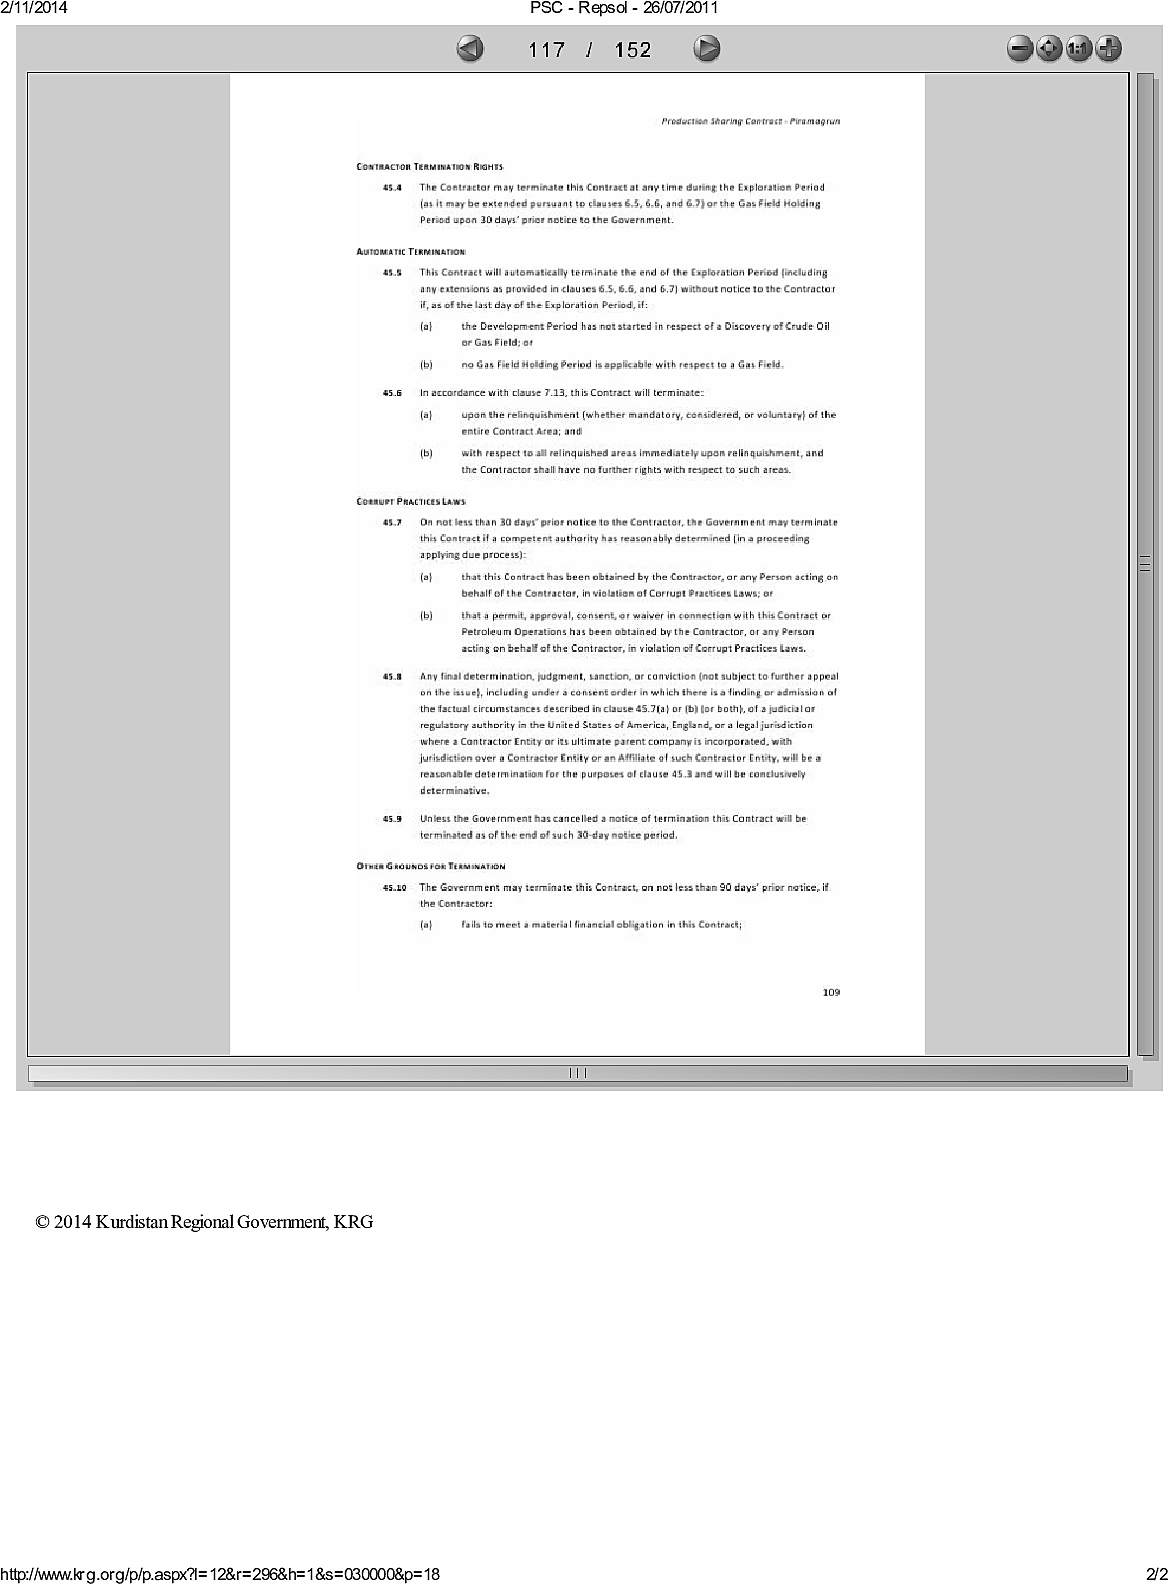 2/11/2014
PSC - Repsol - 26/07/2011
117 / 152
1:1
Production Sharing Contract - Piramagrun
CONTRACTOR TERMINATION RIGHTS
45.4 The Contractor may terminate this Contract at any time during the Exploration Period
(as it may be extended pursuant to clauses 6.5, 6.6, and 6.7) or the Gas Field Holding
Period upon 30 days' prior notice to the Government.
AUTOMATIC TERMINATION
45.5 This Contract will automatically terminate the end of the Exploration Period (including
any extensions as provided in clauses 6.5, 6.6, and 6.7) without notice to the Contractor
if, as of the last day of the Exploration Period, if:
(a) the Development Period has not started in respect of a Discovery of Crude Oil
or Gas Field; or
(b) no Gas Field Holding Period is applicable with respect to a Gas Field.
45.6 In accordance with clause 7.13, this Contract will terminate:
(a) upon the relinquishment (whether mandatory, considered, or voluntary) of the
entire Contract Area; and
(b) with respect to all relinquished areas immediately upon relinquishment, and
the Contractor shall have no further rights with respect to such areas.
CORRUPT PRACTICES LAWS
45.7 On not less than 30 days' prior notice to the Contractor, the Government may terminate
this Contract if a competent authority has reasonably determined (in a proceeding
applying due process):
(a) that this Contract has been obtained by the Contractor, or any Person acting on
behalf of the Contractor, in violation of Corrupt Practices Laws; or
(b) that a permit, approval, consent, or waiver in connection with this Contract or
Petroleum Operations has been obtained by the Contractor, or any Person
acting on behalf of the Contractor, in violation of Corrupt Practices Laws.
45.8 Any final determination, judgment, sanction, or conviction (not subject to further appeal
on the issue), including under a consent order in which there is a finding or admission of
the factual circumstances described in clause 45.7(a) or (b) (or both), of a judicial or
regulatory authority in the United States of America, England, or a legal jurisdiction
where a Contractor Entity or its ultimate parent company is incorporated, with
jurisdiction over a Contractor Entity or an Affiliate of such Contractor Entity, will be a
reasonable determination for the purposes of clause 45.3 and will be conclusively
determinative.
45.9 Unless the Government has cancelled a notice of termination this Contract will be
terminated as of the end of such 30-day notice period.
OTHER GROUNDS FOR TERMINATION
45.10 The Government may terminate this Contract, on not less than 90 days' prior notice, if
the Contractor:
(a) fails to meet a material financial obligation in this Contract;
109
© 2014 Kurdistan Regional Government, KRG
http://www.krg.org/p/p.aspx?l=12&r=296&h=1&s=030000&p=18
2/2